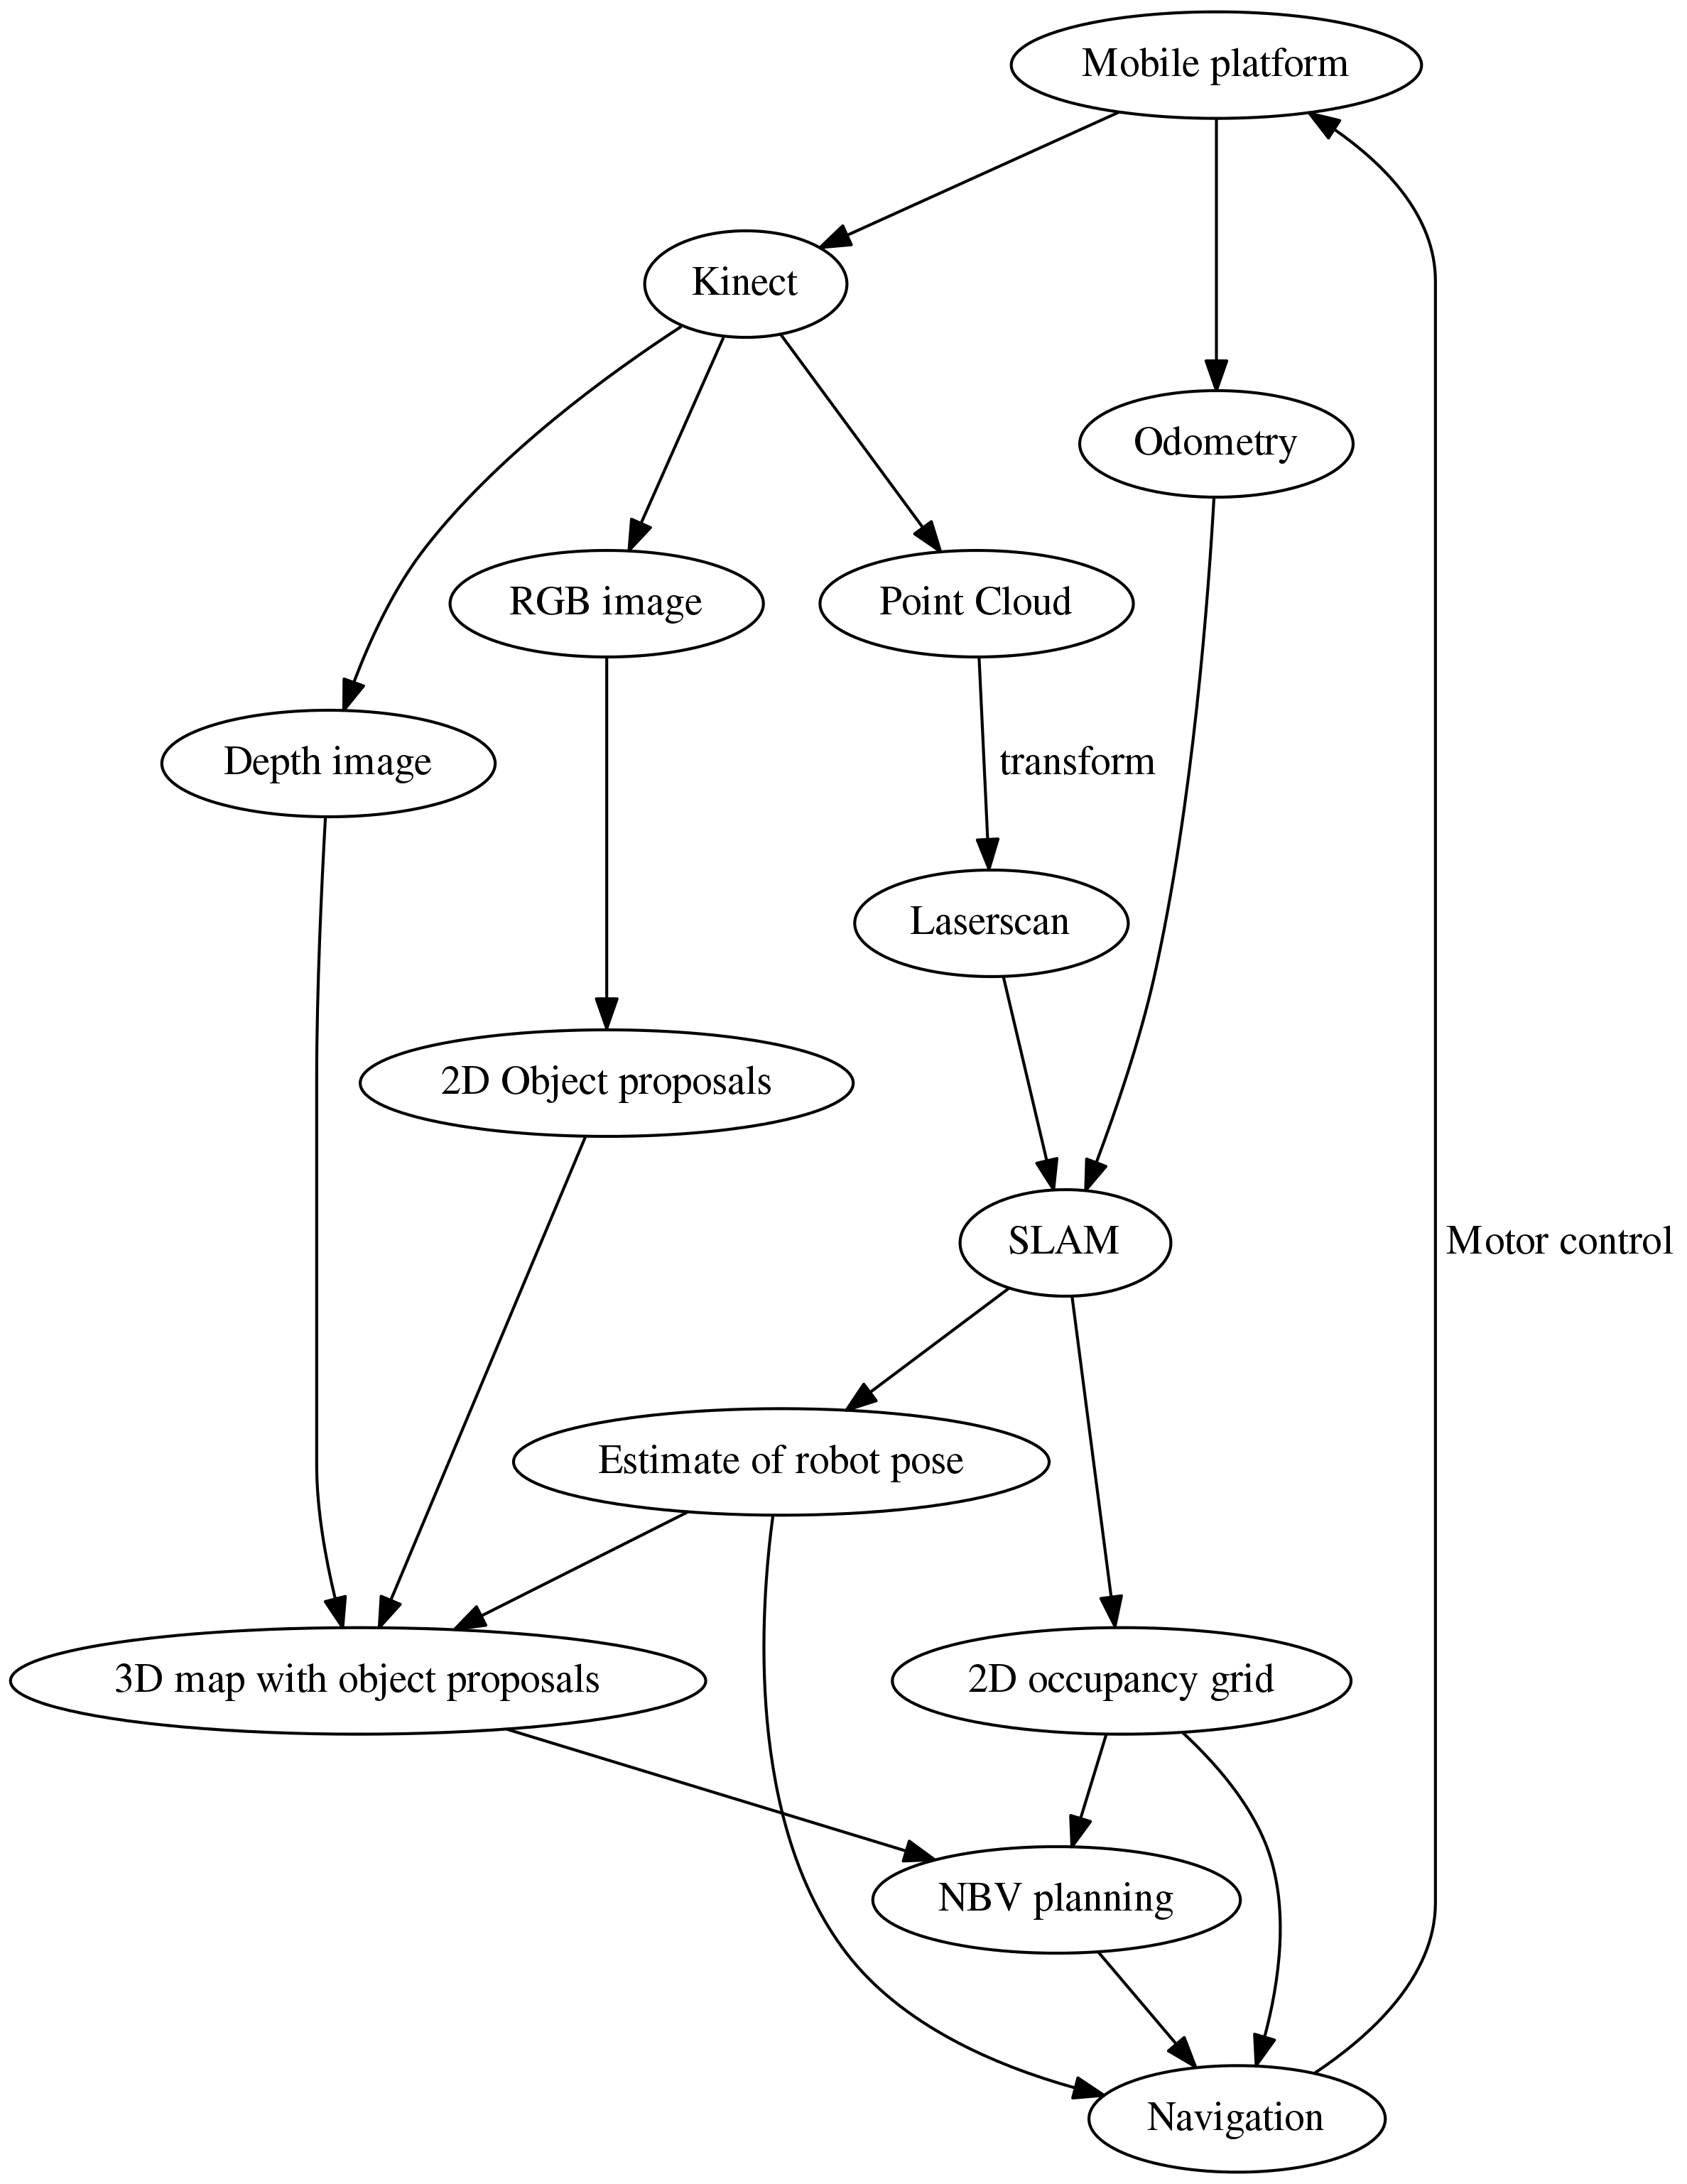 Mobile platform
Kinect
Odometry
RGB image
Point Cloud
Depth image
transform
Laserscan
2D Object proposals
SLAM
Motor control
Estimate of robot pose
3D map with object proposals
2D occupancy grid
NBV planning
Navigation